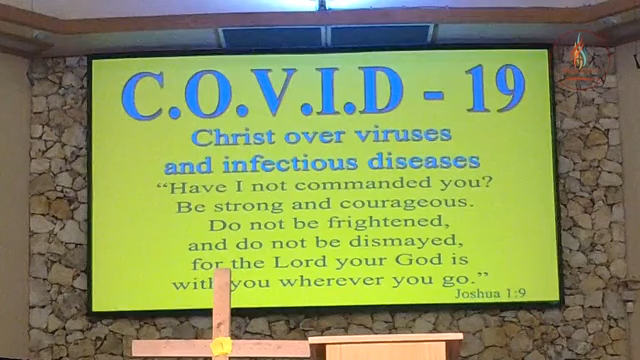 C.O.V.I.D - 19
Christ over viruses
and infectious diseases
“Have I not commanded you?
Be strong and courageous.
Do not be frightened,
and do not be dismayed,
for the Lord your God is
with you wherever you go.”
Joshua 1:9